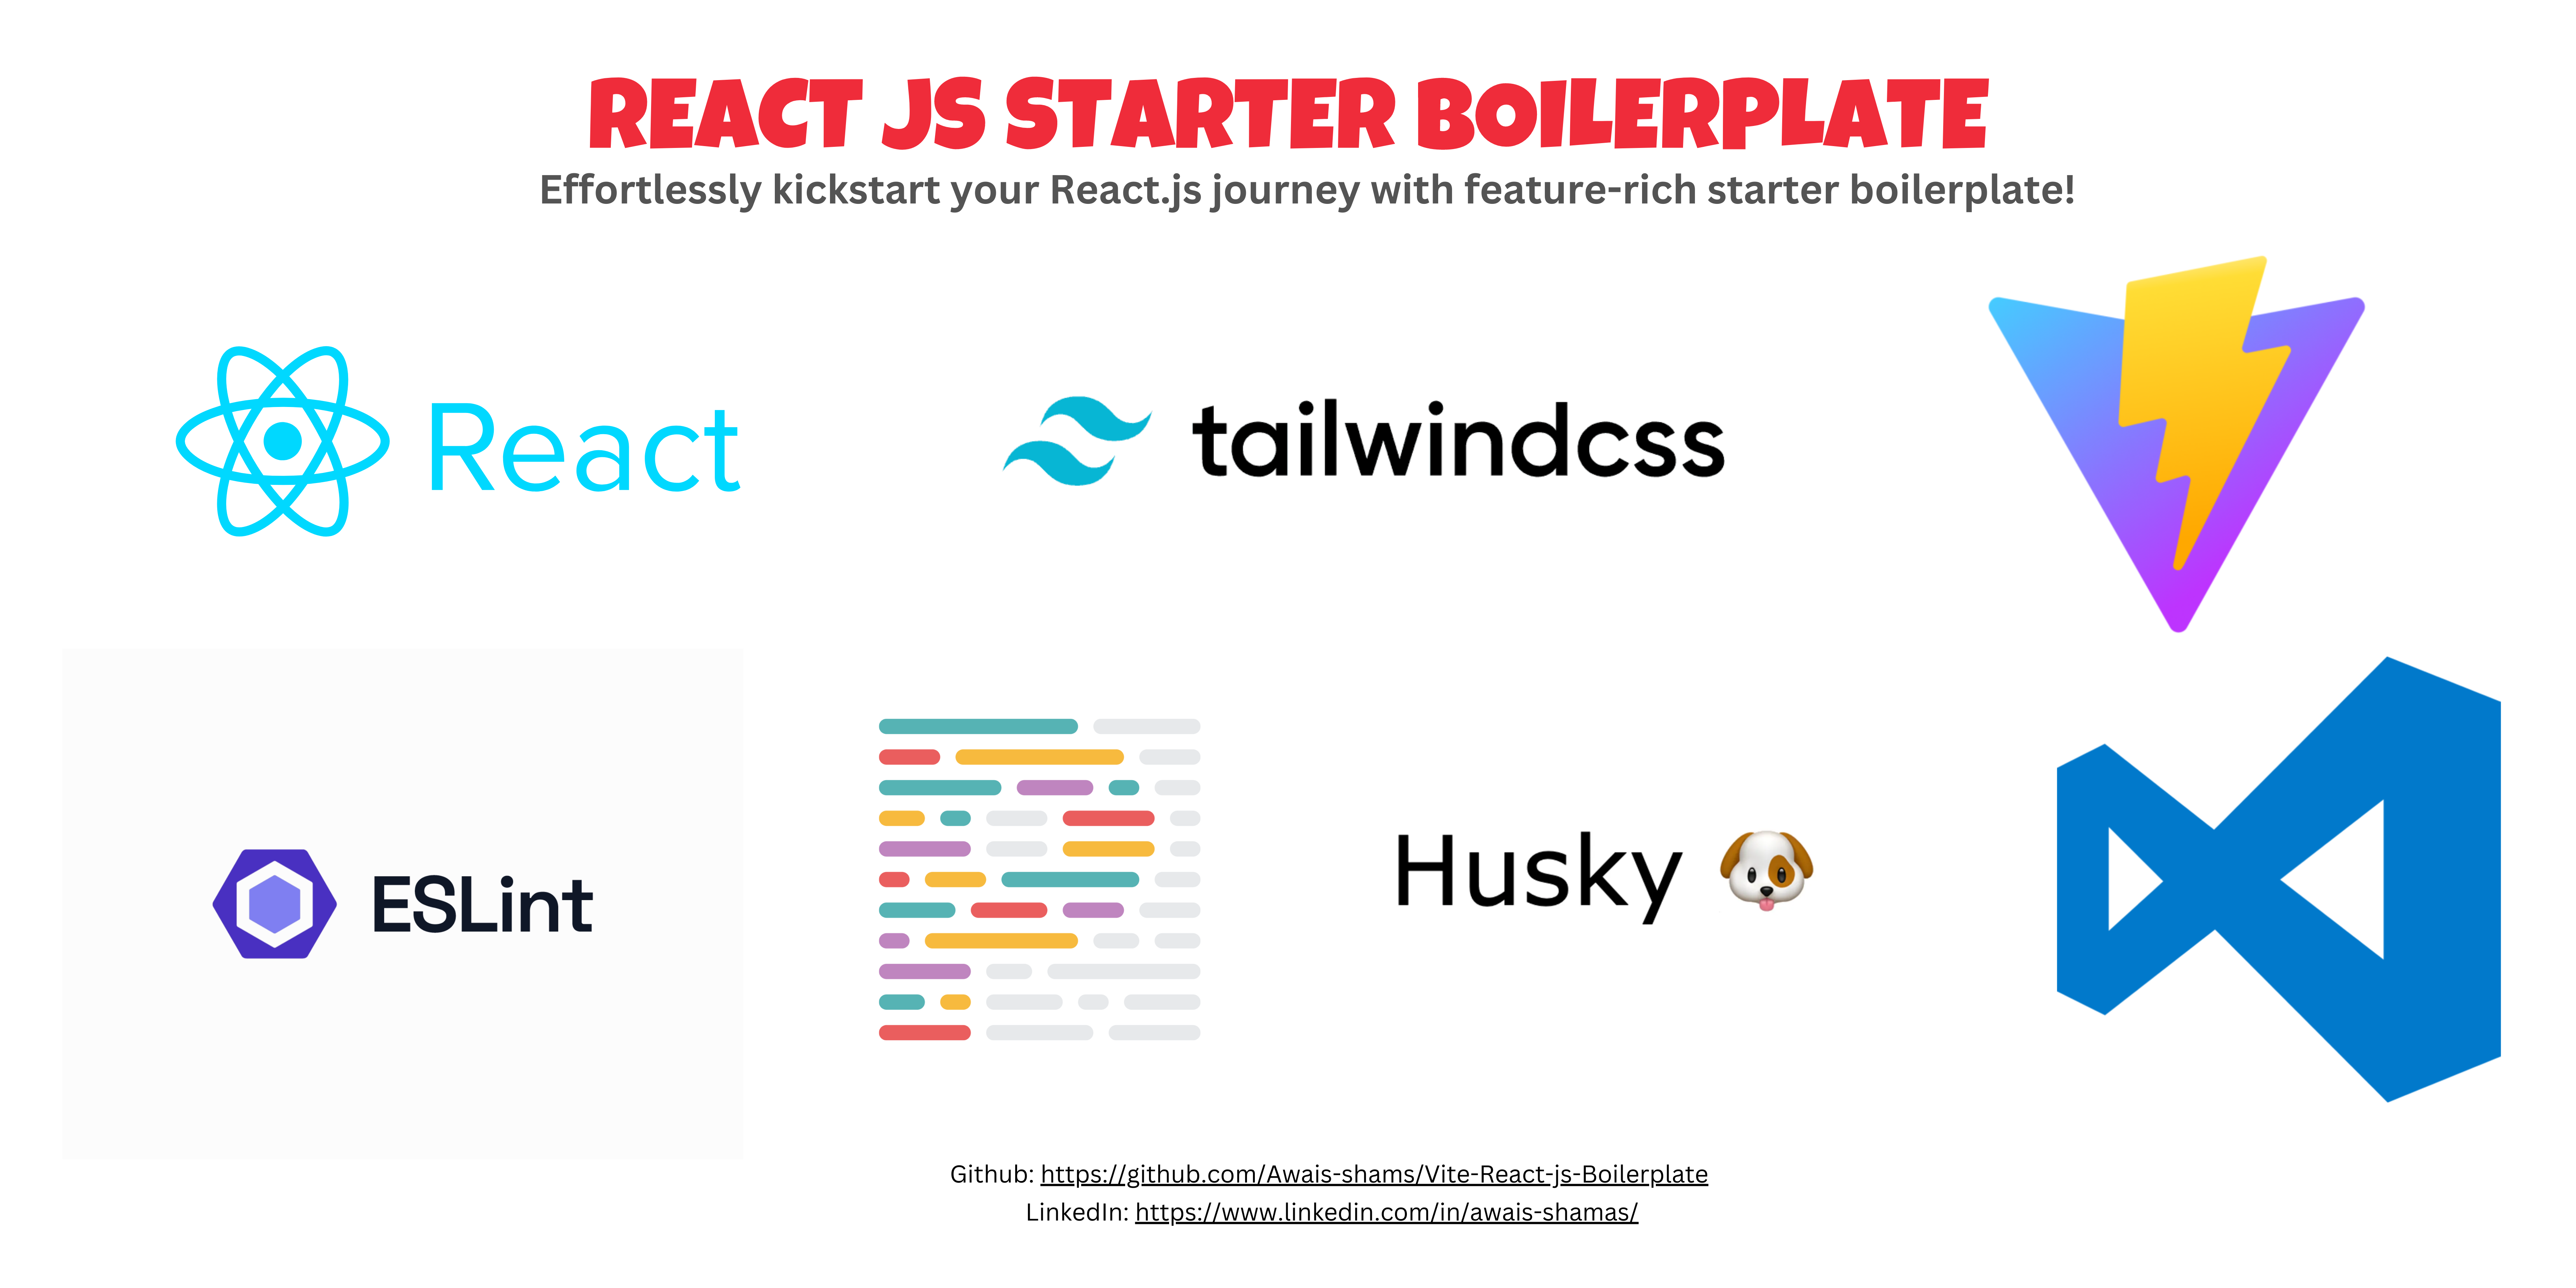 REACT JS STARTER BOILERPLATE
Effortlessly kickstart your React.js journey with feature-rich starter boilerplate!
React
tailwindcss
ESLint
Husky 🐶
Github: https://github.com/Awais-shams/Vite-React-js-Boilerplate
LinkedIn: https://www.linkedin.com/in/awais-shamas/